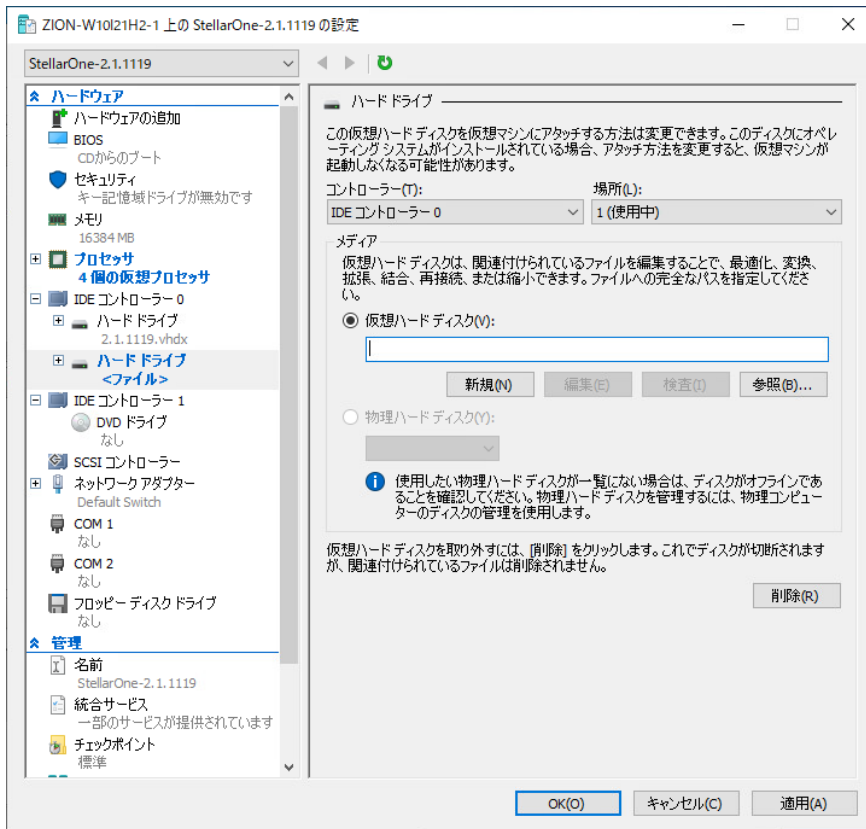 ZION-W10I21H2-1 上の StellarOne-2.1.1119 の設定
StellarOne-2.1.1119
ハードウェア
ハードウェアの追加
BIOS
CDからのブート
セキュリティ
キー記憶域ドライブが無効です
メモリ
16384 MB
プロセッサ
4 個の仮想プロセッサ
IDE コントローラー 0
ハード ドライブ
2.1.1119.vhdx
ハード ドライブ
<ファイル>
IDE コントローラー 1
DVD ドライブ
なし
SCSI コントローラー
ネットワーク アダプター
Default Switch
COM 1
なし
COM 2
なし
フロッピー ディスク ドライブ
なし
管理
名前
StellarOne-2.1.1119
統合サービス
一部のサービスが提供されています
チェックポイント
標準
ハード ドライブ
この仮想ハード ディスクを仮想マシンにアタッチする方法は変更できます。このディスクにオペレ
ーティング システムがインストールされている場合、アタッチ方法を変更すると、仮想マシンが
起動しなくなる可能性があります。
コントローラー(T):
場所(L):
IDE コントローラー 0
1 (使用中)
メディア
仮想ハード ディスクは、関連付けられているファイルを編集することで、最適化、変換、
拡張、結合、再接続、または縮小できます。ファイルへの完全なパスを指定してくださ
い。
仮想ハード ディスク(V):
新規(N)
編集(E)
検査(I)
参照(B)...
物理ハード ディスク(Y):
使用したい物理ハード ディスクが一覧にない場合は、ディスクがオフラインであ
ることを確認してください。物理ハード ディスクを管理するには、物理コンピュー
ターのディスクの管理を使用します。
仮想ハード ディスクを取り外すには、[削除] をクリックします。これでディスクが切断されます
が、関連付けられているファイルは削除されません。
削除(R)
OK(O)
キャンセル(C)
適用(A)